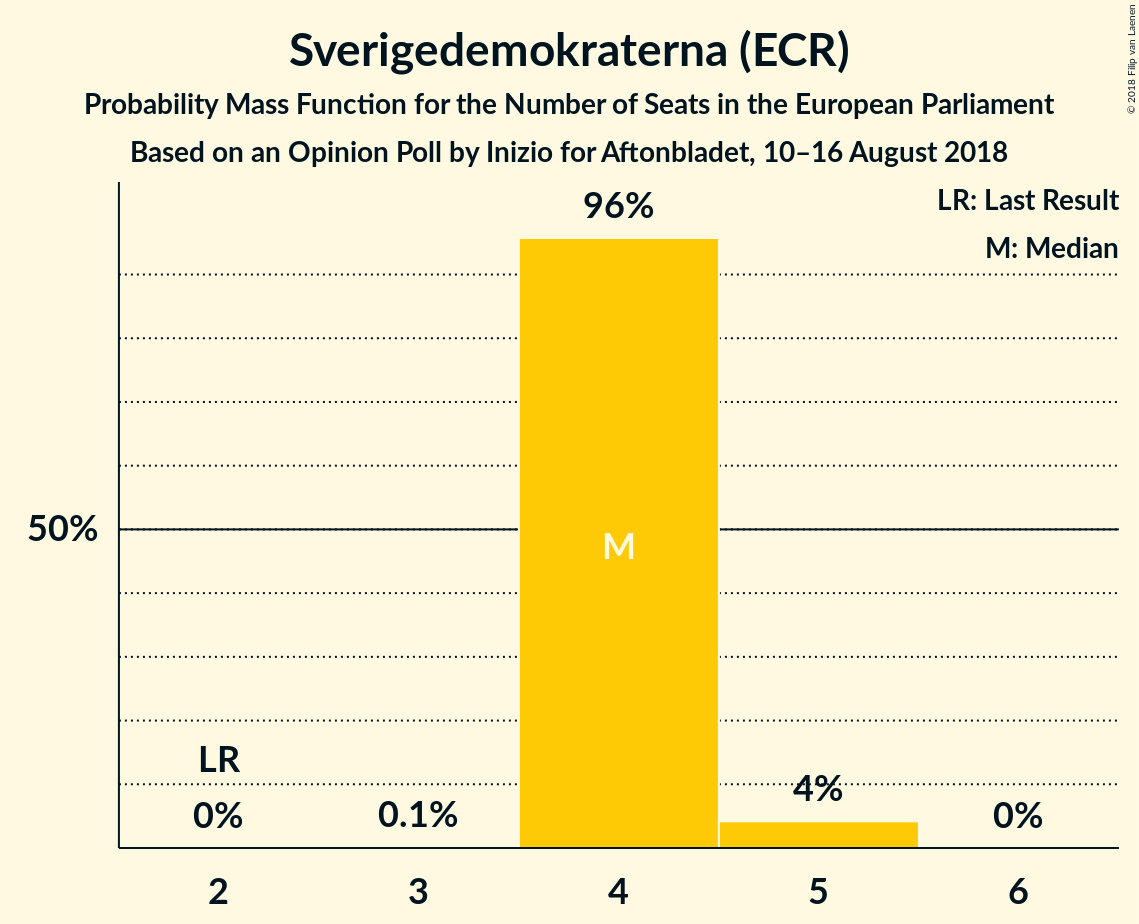 Sverigedemokraterna (ECR)
Probability Mass Function for the Number of Seats in the European Parliament
Based on an Opinion Poll by Inizio for Aftonbladet, 10–16 August 2018
© 2018 Filip van Laenen
LR: Last Result
M: Median
96%
50%
M
LR
0%
0.1%
4%
0%
2
3
4
5
6